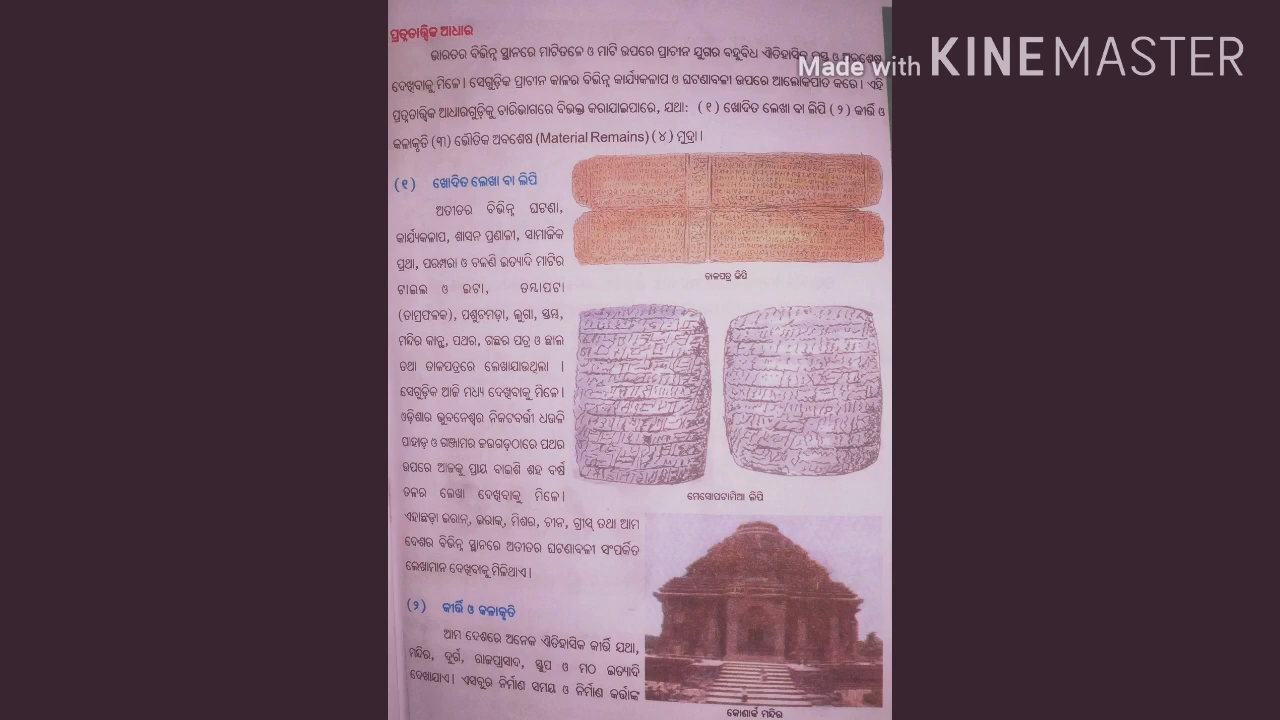 ପ୍ରତ୍ନତାତ୍ତ୍ଵିକ ଆଧାର
ଭାରତର ବିଭିନ୍ନ ସ୍ଥାନରେ ମାଟିତଳେ ଓ ମାଟି ଉପରେ ପ୍ରାଚୀନ ଯୁଗର ବହୁବିଧ ଐତିହାସିକ ଓ
Made with KINEMASTER
ଦେଖିବାକୁ ମିଳେ । ସେଗୁଡ଼ିକ ପ୍ରାଚୀନ କାଳର ବିଭିନ୍ନ କାର୍ଯ୍ୟକଳାପ ଓ ଘଟଣାବଳୀ ଉପରେ ଆଲୋକପାତ କରେ । ଏହି
ପ୍ରତ୍ନତାତ୍ତ୍ଵିକ ଆଧାରଗୁଡ଼ିକୁ ଚାରିଭାଗରେ ବିଭକ୍ତ କରାଯାଇପାରେ, ଯଥା: (୧) ଖୋଦିତ ଲେଖା ବା ଲିପି (୨) କୀର୍ତ୍ତି ଓ
କଳାକୃତି (୩) ଭୌତିକ ଅବଶେଷ (Material Remains) (୪) ମୁଦ୍ରା ।
(୧) ଖୋଦିତ ଲେଖା ବା ଲିପି
ଅତୀତର ବିଭିନ୍ନ ଘଟଣା,
କାର୍ଯ୍ୟକଳାପ, ଶାସନ ପ୍ରଣାଳୀ, ସାମାଜିକ
ପ୍ରଥା, ପରମ୍ପରା ଓ ଚଳଣି ଇତ୍ୟାଦି ମାଟିର
ଟାଇଲ ଓ ଇଟା, ତମ୍ବାପଟା
(ତାମ୍ରଫଳକ), ପଶୁଚମଡ଼ା, ଲୁଗା, ସ୍ତମ୍ଭ,
ମନ୍ଦିର କାନ୍ଥ, ପଥର, ଗଛର ପତ୍ର ଓ ଛାଲ
ତଥା ତାଳପତ୍ରରେ ଲେଖାଯାଉଥିଲା ।
ସେଗୁଡ଼ିକ ଆଜି ମଧ୍ୟ ଦେଖିବାକୁ ମିଳେ ।
ଓଡ଼ିଶାର ଭୁବନେଶ୍ୱର ନିକଟବର୍ତ୍ତୀ ଧଉଳି
ପାହାଡ଼ ଓ ଗଞ୍ଜାମର ଜଉଗଡ଼ଠାରେ ପଥର
ଉପରେ ଆଜକୁ ପ୍ରାୟ ବାଇଶି ଶହ ବର୍ଷ
ତଳର ଲେଖା ଦେଖିବାକୁ ମିଳେ ।
ଏହାଛଡ଼ା ଇରାନ୍, ଇରାକ୍, ମିଶର, ଚୀନ, ଗ୍ରୀସ୍ ତଥା ଆମ
ଦେଶର ବିଭିନ୍ନ ସ୍ଥାନରେ ଅତୀତର ଘଟଣାବଳୀ ସଂପର୍କିତ
ଲେଖାମାନ ଦେଖିବାକୁ ମିଳିଥାଏ ।
ତାଳପତ୍ର ଲିପି
ମେସୋପଟାମିଆ ଲିପି
(୨) କୀର୍ତ୍ତି ଓ କଳାକୃତି
ଆମ ଦେଶରେ ଅନେକ ଐତିହାସିକ କୀର୍ତ୍ତି ଯଥା,
ମନ୍ଦିର, ଦୁର୍ଗ, ରାଜପ୍ରାସାଦ, ସ୍ତୂପ ଓ ମଠ ଇତ୍ୟାଦି
ଦେଖାଯାଏ । ଏସବୁର ନିର୍ମାଣ ସମୟ ଓ ନିର୍ମାଣ କର୍ତ୍ତାଙ୍କ
କୋଣାର୍କ ମନ୍ଦିର